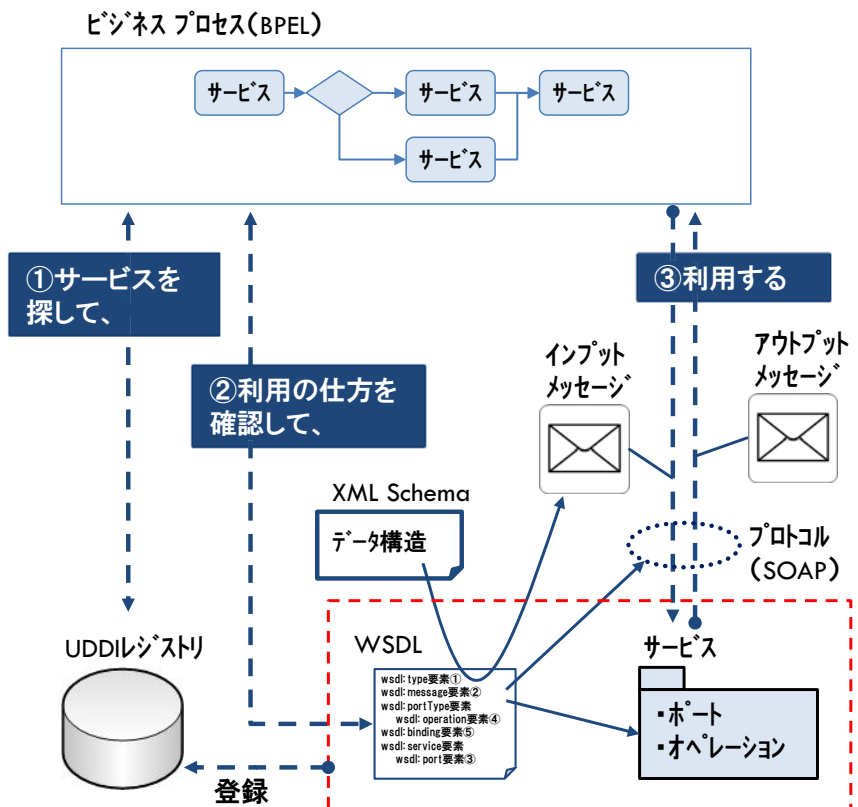 ビジネス プロセス(BPEL)
サービス
サービス
サービス
サービス
①サービスを
探して、
③利用する
②利用の仕方を
確認して、
インプット
メッセージ
アウトプット
メッセージ
XML Schema
データ構造
プロトコル
(SOAP)
UDDIレジストリ
WSDL
サービス
wsdl:type要素①
wsdl:message要素②
wsdl:portType要素
wsdl:operation要素④
wsdl:binding要素⑤
wsdl:service要素
wsdl:port要素③
・ポート
・オペレーション
登録